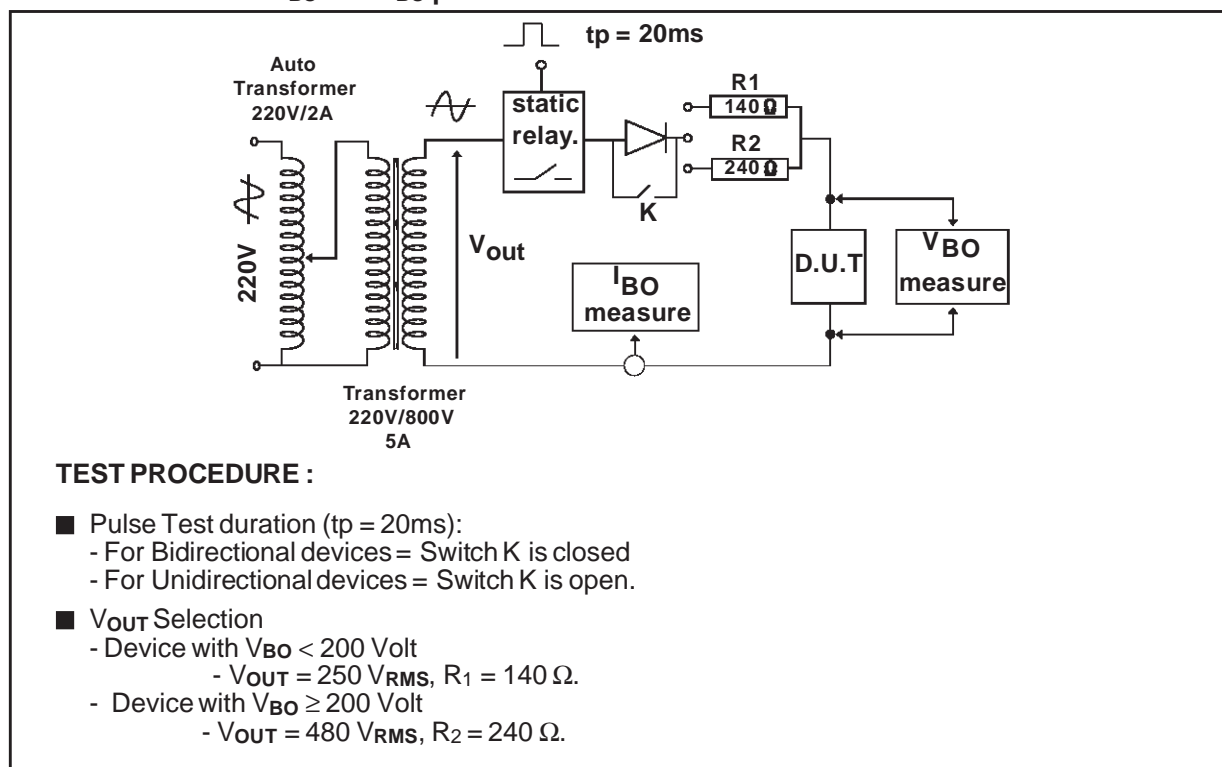 tp = 20ms
Auto
Transformer
220V/2A
static
relay.
R1
140 Ω
R2
240 Ω
K
220V
Vout
IBO
measure
D.U.T
VBO
measure
Transformer
220V/800V
5A
TEST PROCEDURE :
■ Pulse Test duration (tp = 20ms):
- For Bidirectional devices = Switch K is closed
- For Unidirectional devices = Switch K is open.
■ VOUT Selection
- Device with VBO < 200 Volt
- VOUT = 250 VRMS, R1 = 140 Ω.
- Device with VBO ≥ 200 Volt
- VOUT = 480 VRMS, R2 = 240 Ω.